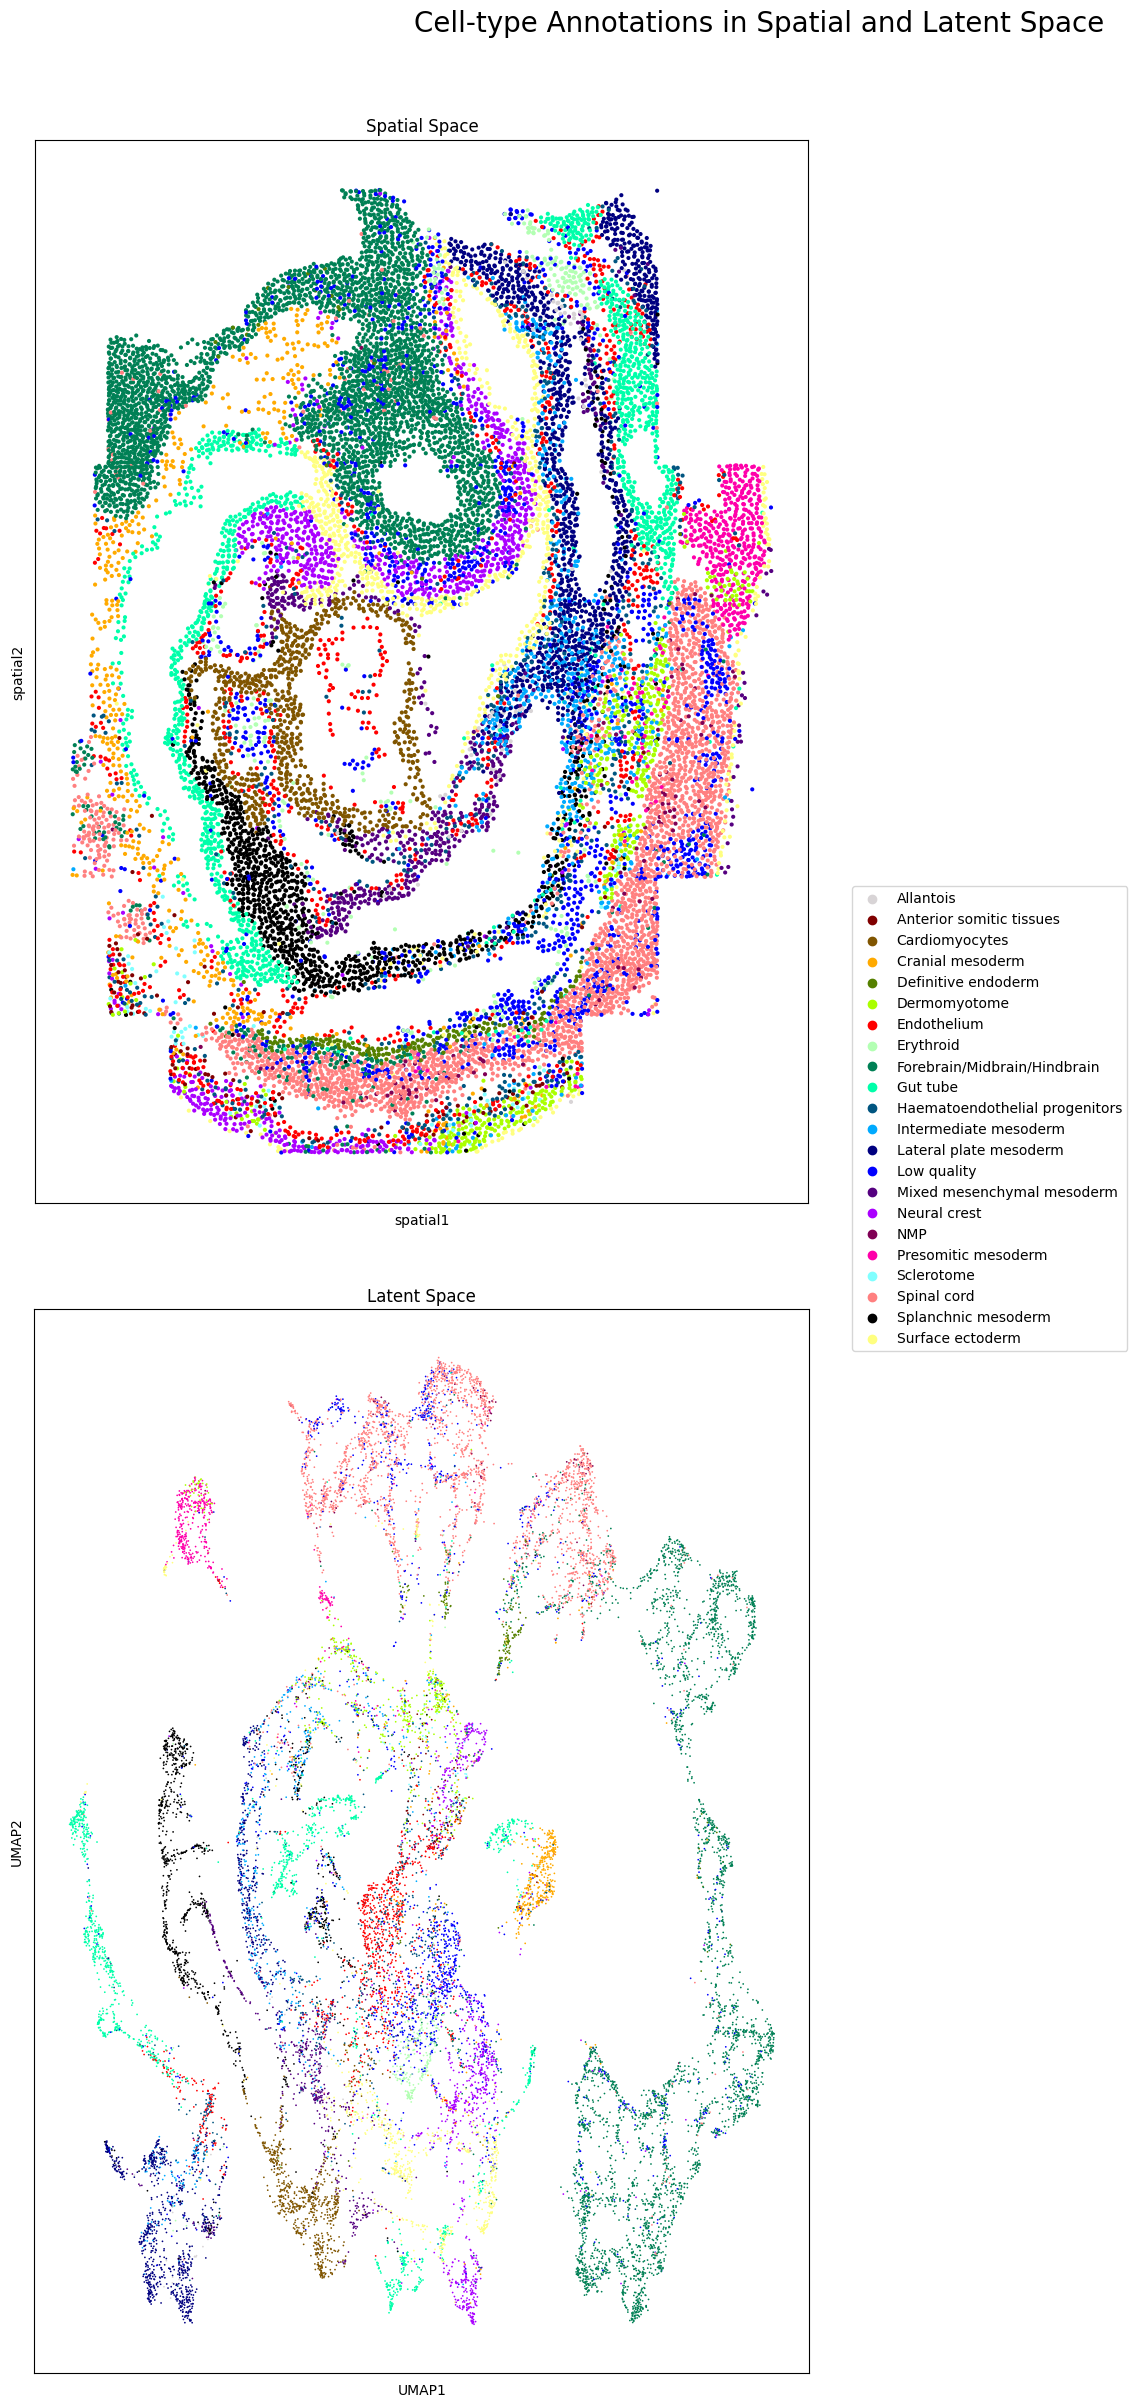 Cell-type Annotations in Spatial and Latent Space
Spatial Space
spatial2
spatial1
Allantois
Anterior somitic tissues
Cardiomyocytes
Cranial mesoderm
Definitive endoderm
Dermomyotome
Endothelium
Erythroid
Forebrain/Midbrain/Hindbrain
Gut tube
Haematoendothelial progenitors
Intermediate mesoderm
Lateral plate mesoderm
Low quality
Mixed mesenchymal mesoderm
Neural crest
NMP
Presomitic mesoderm
Sclerotome
Spinal cord
Splanchnic mesoderm
Surface ectoderm
Latent Space
UMAP2
UMAP1